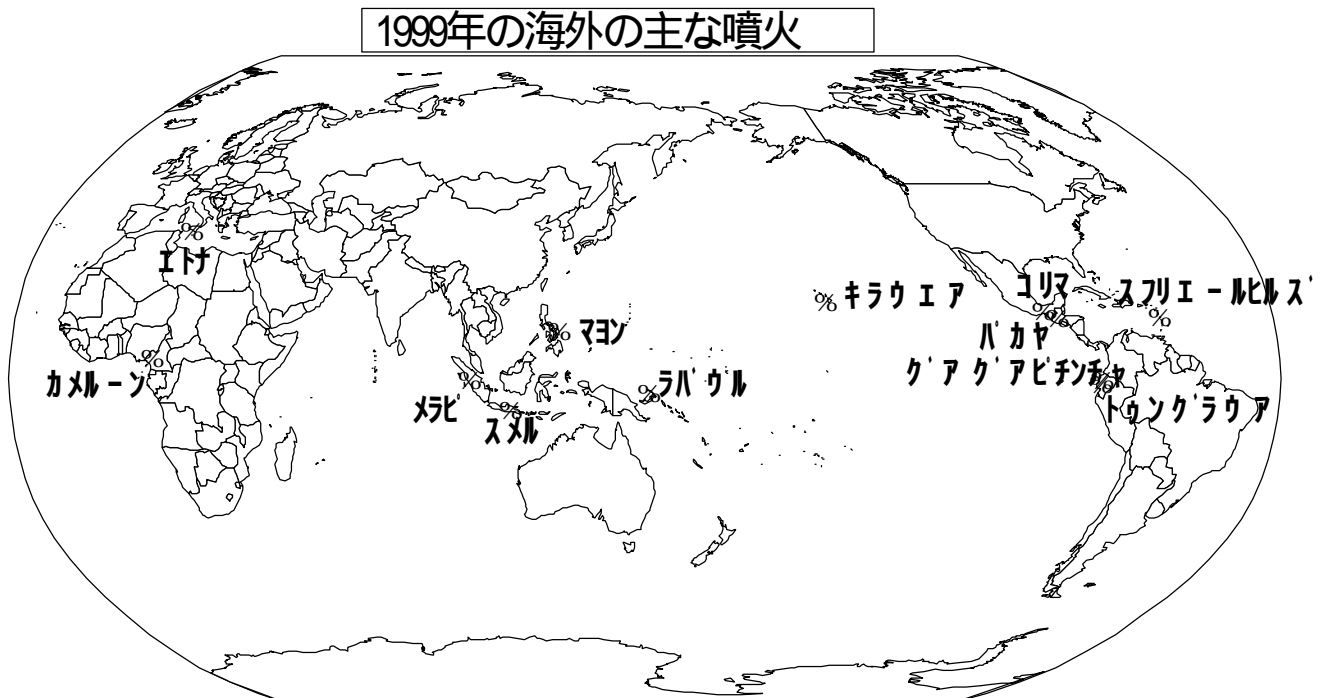 1999年の海外の主な噴火
エトナ
キラウエア
コリマ
スフリエールヒルズ
マヨン
パカヤ
カメルーン
グアグアピチンチャ
メラピ
ラバウル
スメル
トゥングラウア
%
%
%
%
%
%
%
%
%
%
%
%